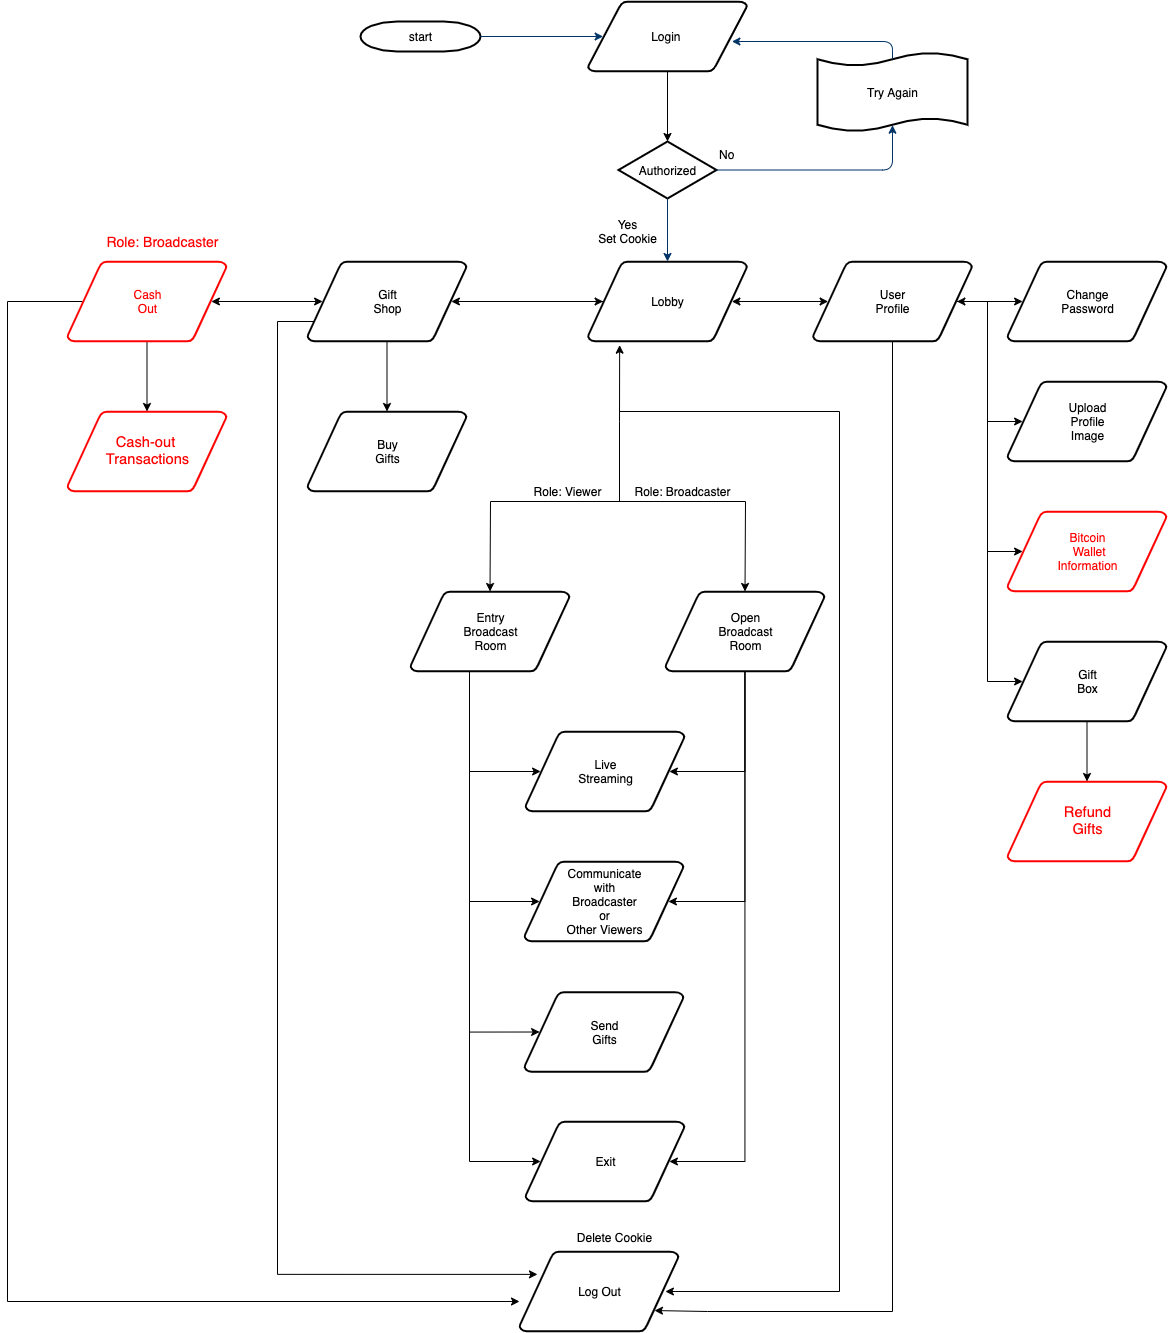 start
Login
Try Again
No
Authorized
Yes
Set Cookie
Role: Broadcaster
Cash
Out
Gift
Shop
Lobby
User
Profile
Change
Password
Cash-out
Transactions
Buy
Gifts
Upload
Profile
Image
Role: Viewer
Role: Broadcaster
Bitcoin
Wallet
Information
Entry
Broadcast
Room
Open
Broadcast
Room
Gift
Box
Live
Streaming
Refund
Gifts
Communicate
with
Broadcaster
or
Other Viewers
Send
Gifts
Exit
Delete Cookie
Log Out